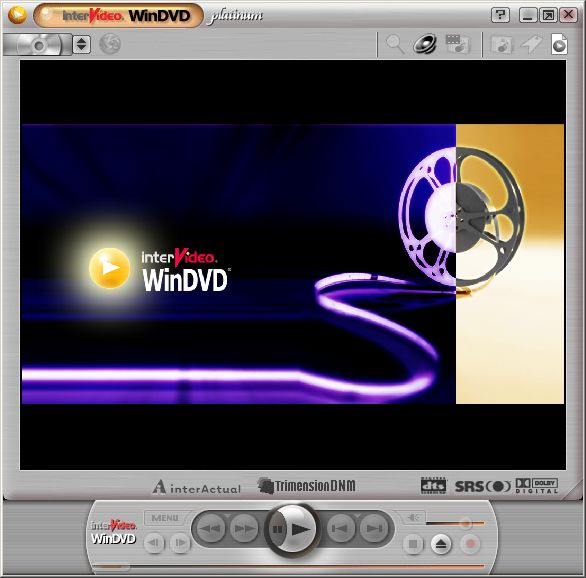 interVideo. WinDVD platinum
?
interVideo.
WinDVD
interActual TrimensionDNM dts SRS DOLBY
DIGITAL
interVideo.
WinDVD
MENU